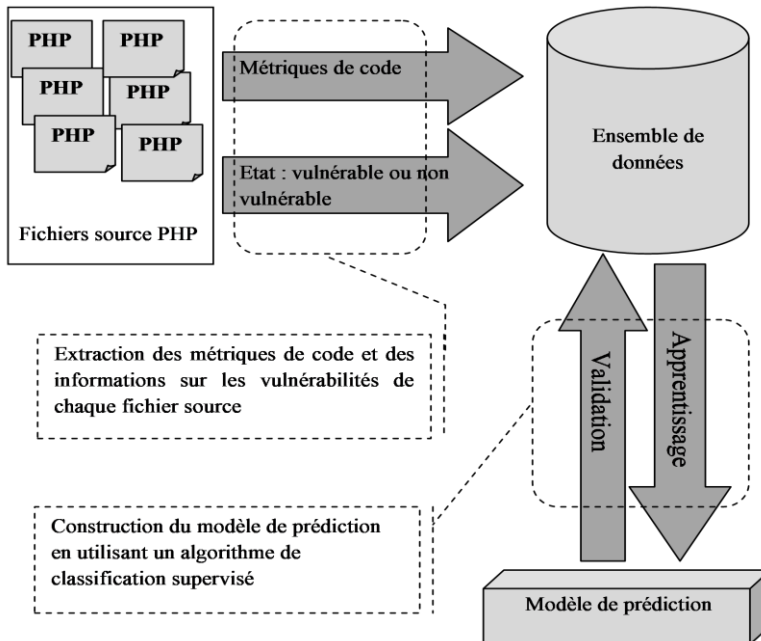 PHP
PHP
PHP
PHP
PHP
PHP
Fichiers source PHP
Métriques de code
Etat : vulnérable ou non
vulnérable
Ensemble de
données
Extraction des métriques de code et des
informations sur les vulnérabilités de
chaque fichier source
Validation
Apprentissage
Construction du modèle de prédiction
en utilisant un algorithme de
classification supervisé
Modèle de prédiction